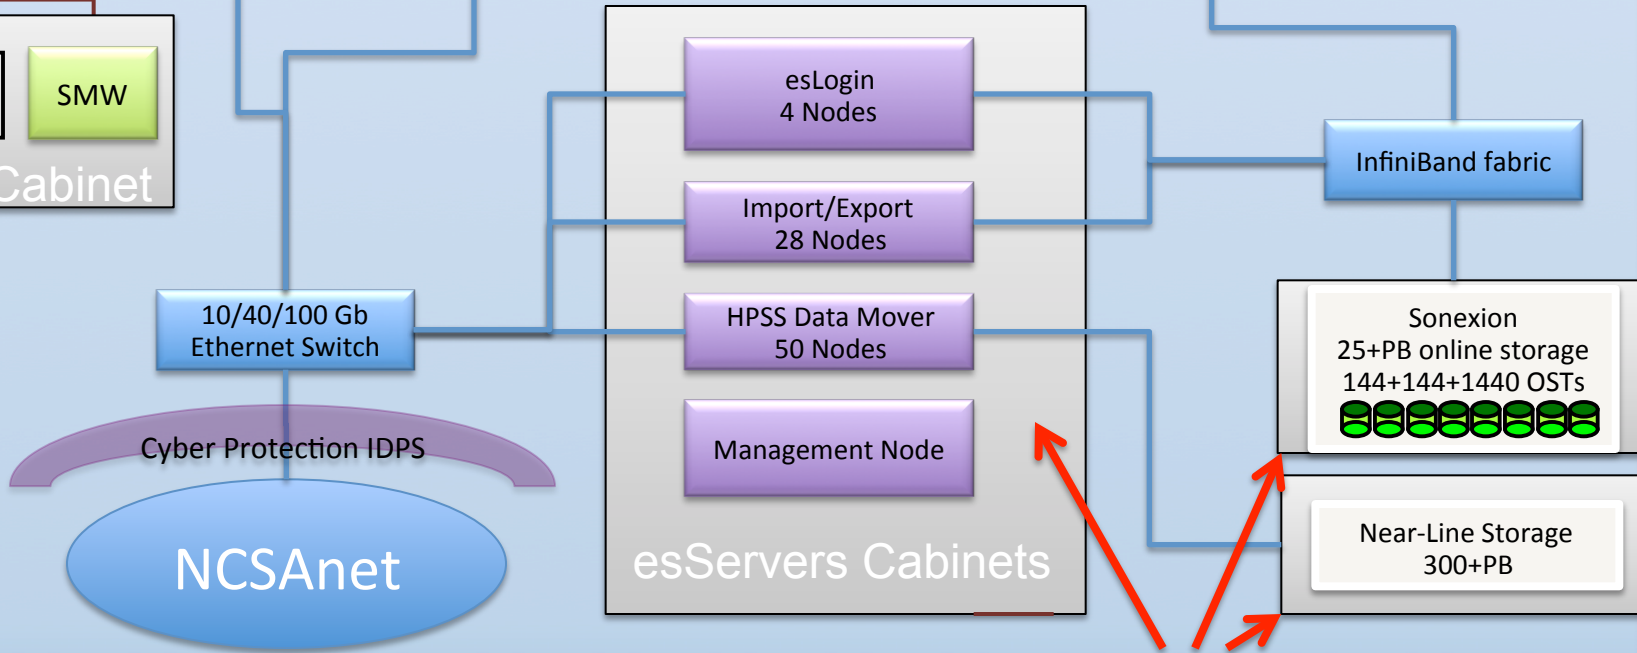 SMW
Cabinet
esLogin
4 Nodes
Import/Export
28 Nodes
HPSS Data Mover
50 Nodes
Management Node
esServers Cabinets
10/40/100 Gb
Ethernet Switch
Cyber Protection IDPS
NCSAnet
InfiniBand fabric
Sonexion
25+PB online storage
144+144+1440 OSTs
Near-Line Storage
300+PB